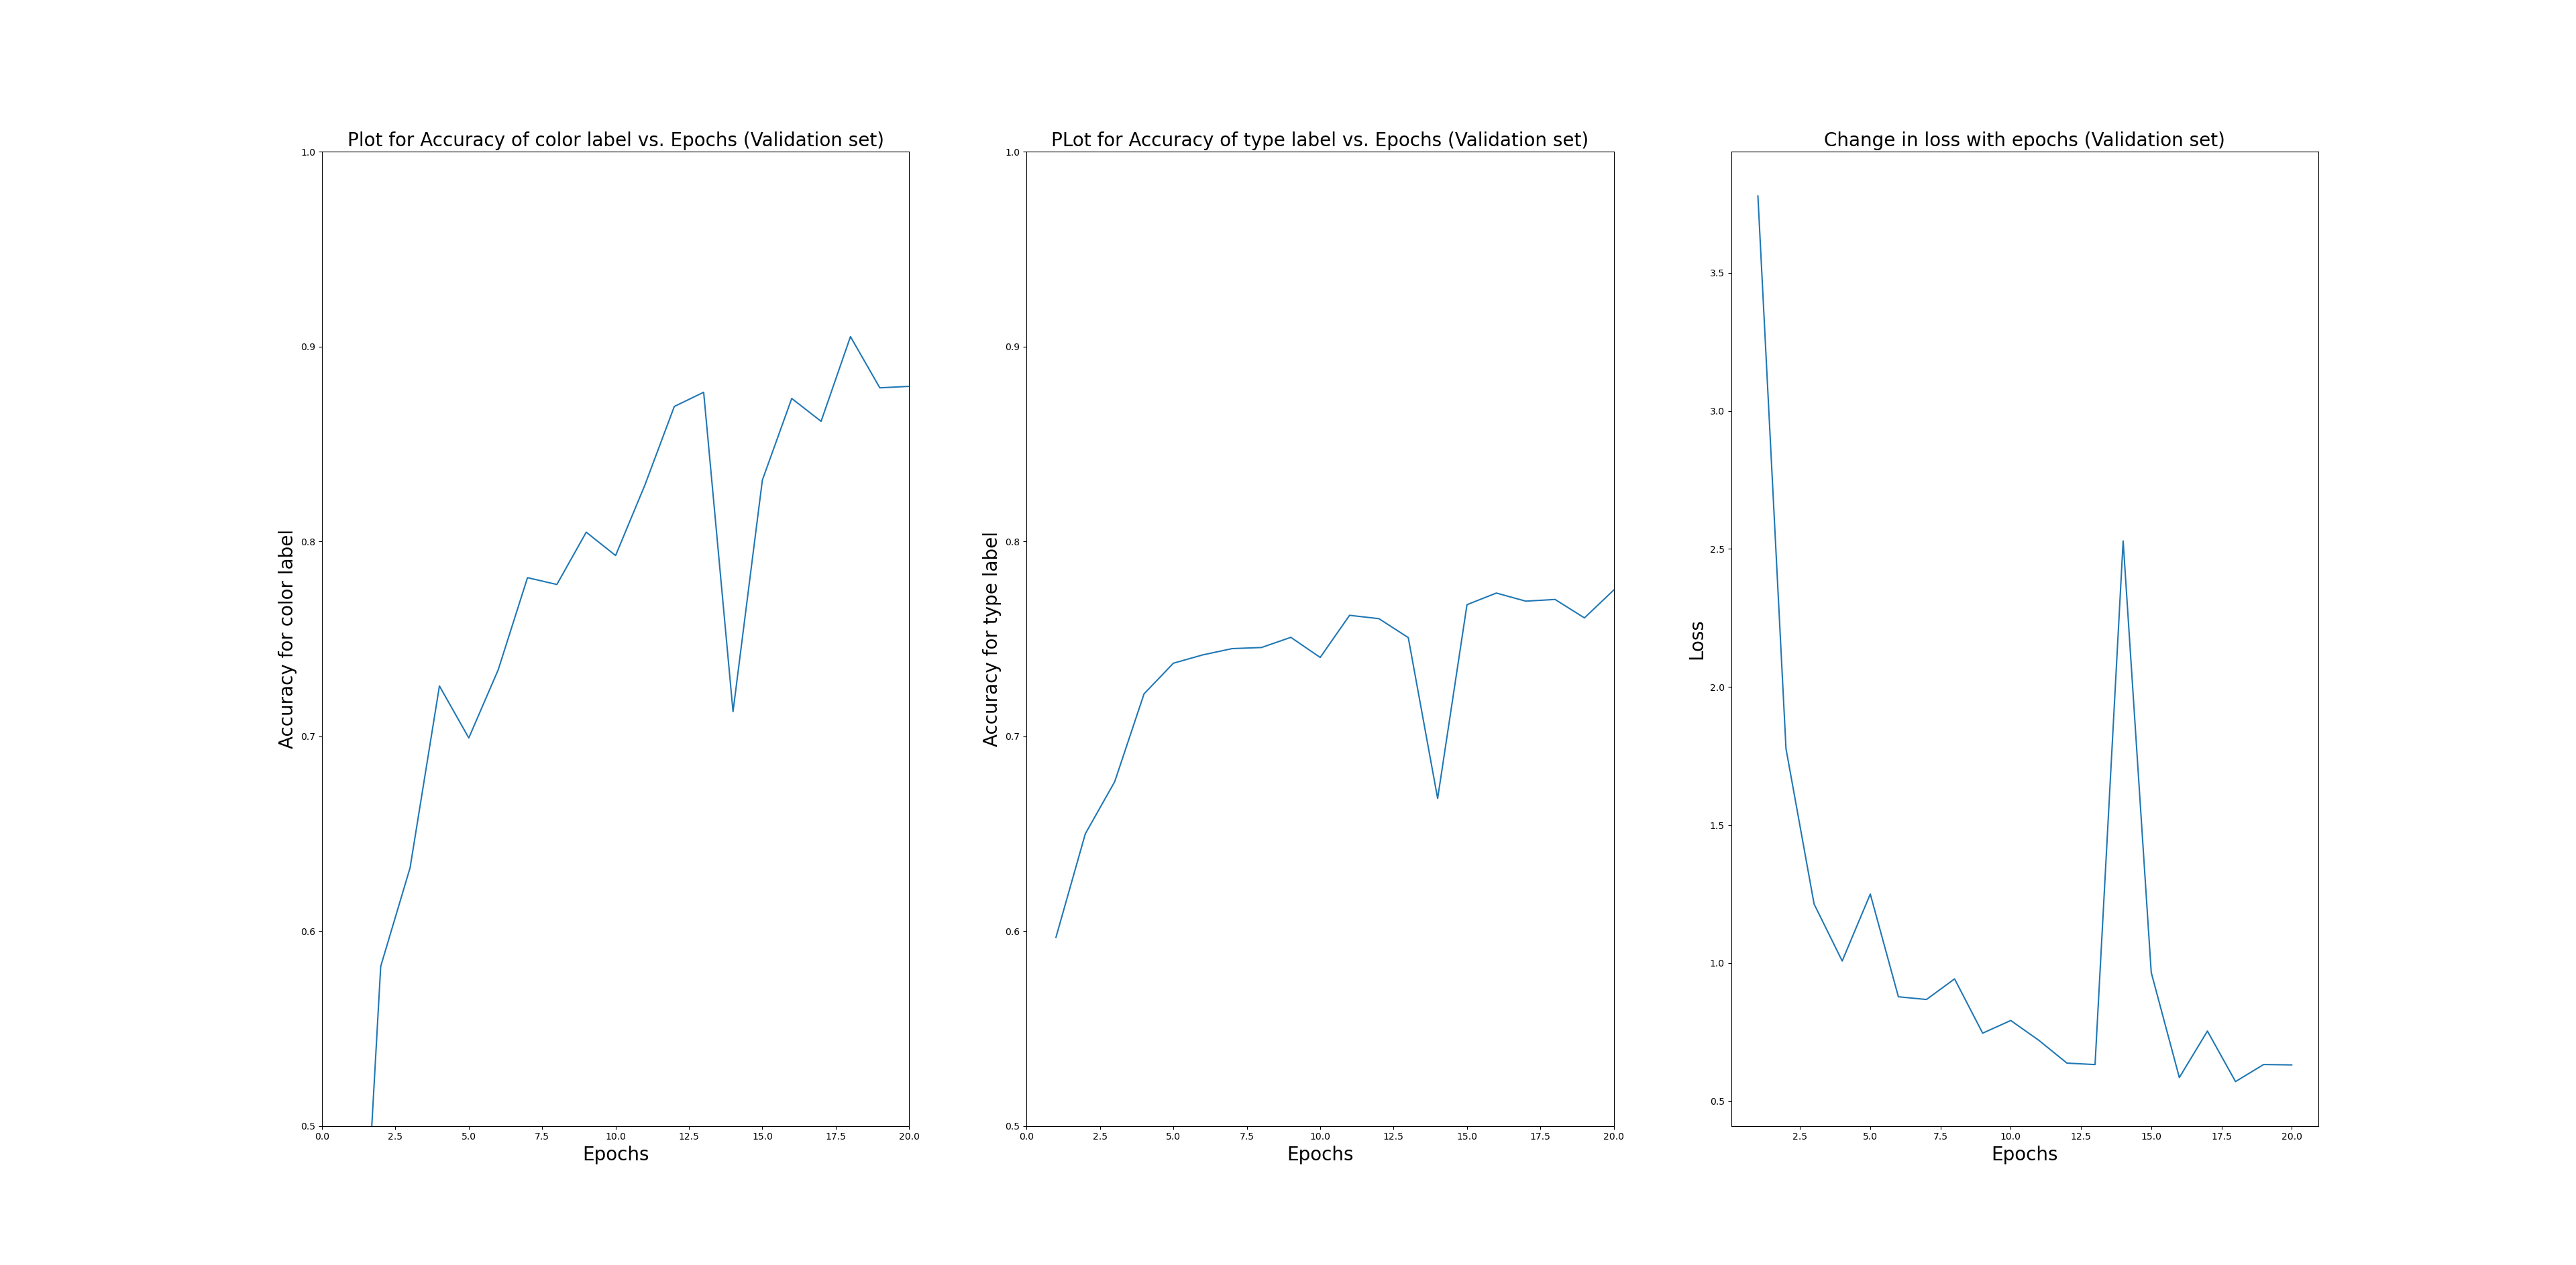 Plot for Accuracy of color label vs. Epochs (Validation set)
1.0
0.9
0.8
0.7
0.6
0.5
Accuracy for color label
0.0 2.5 5.0 7.5 10.0 12.5 15.0 17.5 20.0
Epochs
PLot for Accuracy of type label vs. Epochs (Validation set)
1.0
0.9
0.8
0.7
0.6
0.5
Accuracy for type label
0.0 2.5 5.0 7.5 10.0 12.5 15.0 17.5 20.0
Epochs
Change in loss with epochs (Validation set)
3.5
3.0
2.5
2.0
1.5
1.0
0.5
Loss
2.5 5.0 7.5 10.0 12.5 15.0 17.5 20.0
Epochs